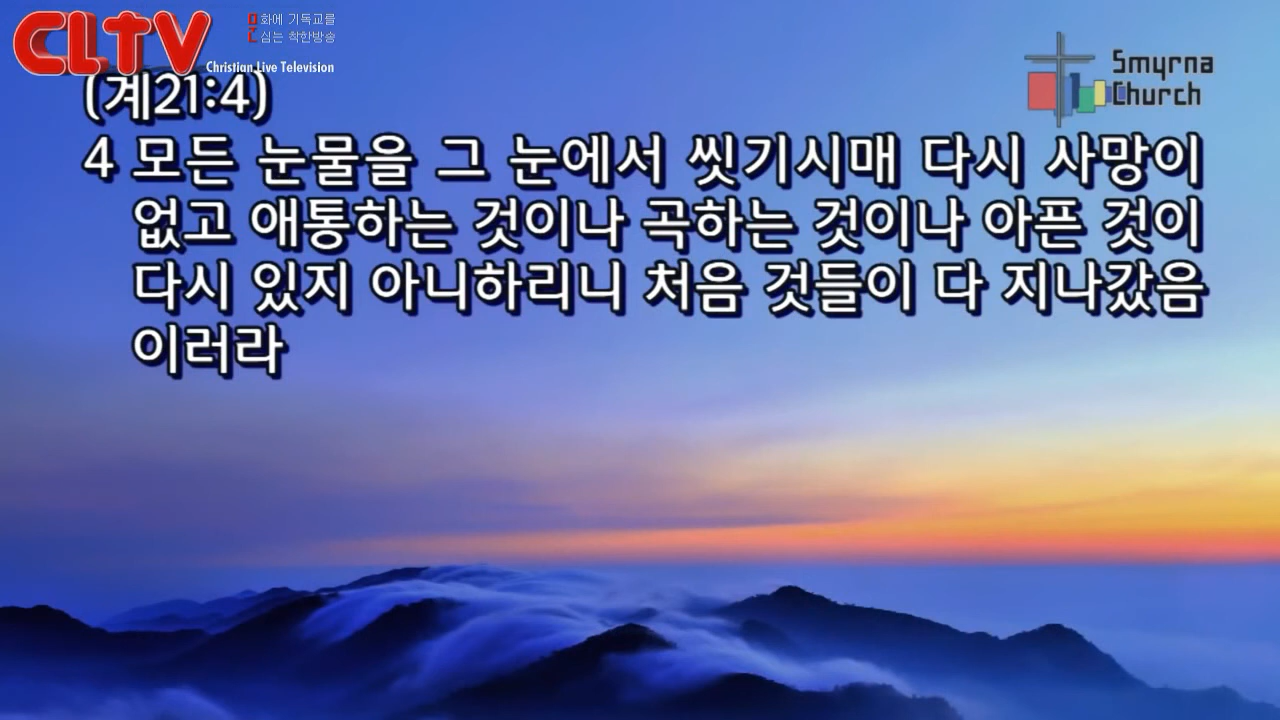 CLTV
문화에 기독교를
심는 착한방송
Christian Live Television
Smyrna
Church
(계21:4)
4 모든 눈물을 그 눈에서 씻기시매 다시 사망이
없고 애통하는 것이나 곡하는 것이나 아픈 것이
다시 있지 아니하리니 처음 것들이 다 지나갔음
이러라